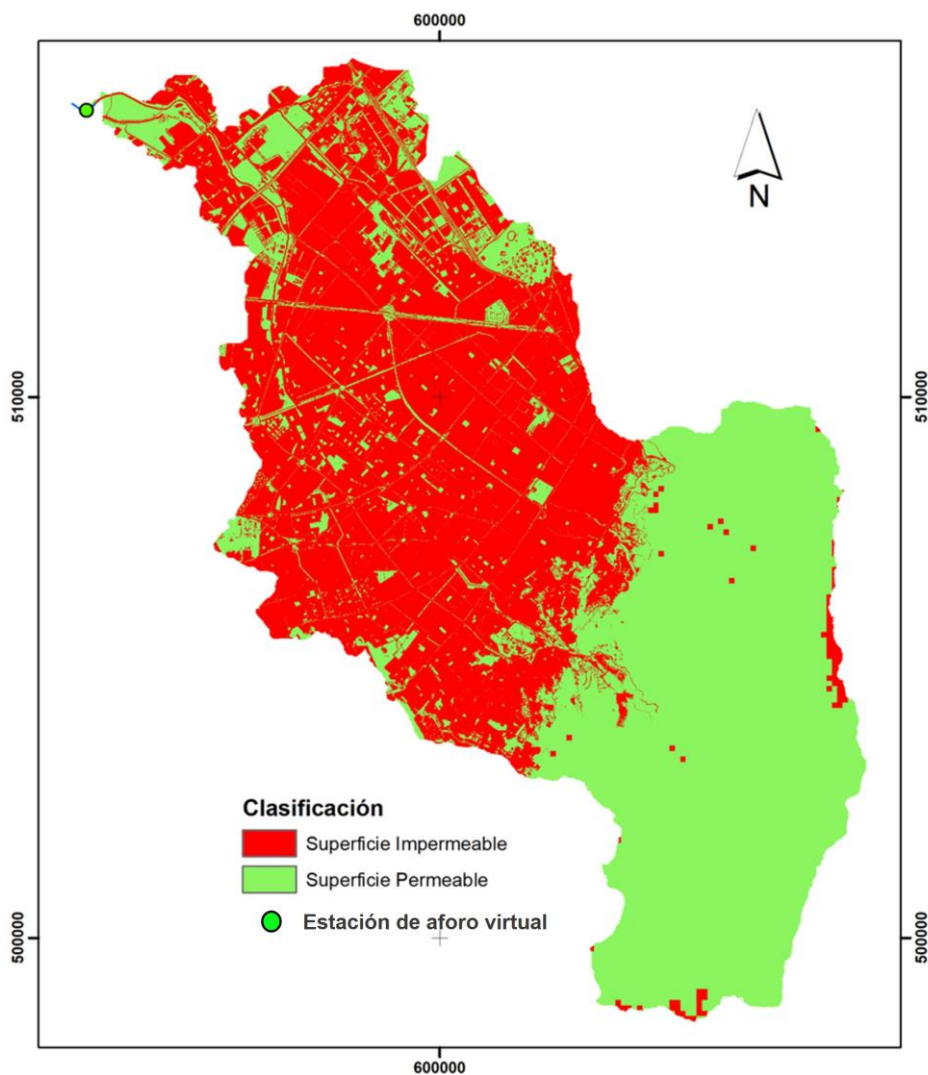 600000
N
510000
510000
Clasificación
Superficie Impermeable
Superficie Permeable
Estación de aforo virtual
500000
500000
600000